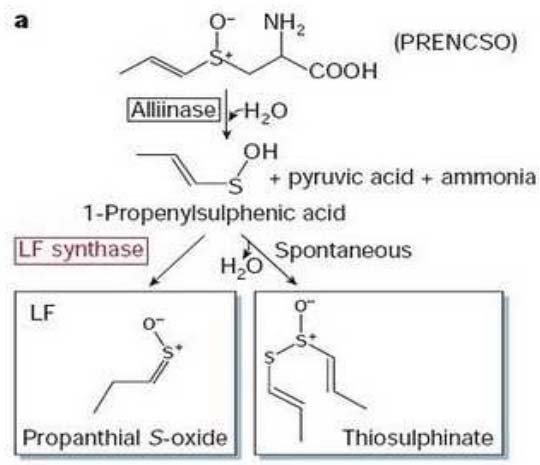 a
O⁻ NH₂
S⁺ COOH (PRENCSO)
Alliinase H₂O
OH
S + pyruvic acid + ammonia
1-Propenylsulphenic acid
LF synthase H₂O Spontaneous
LF
O⁻
S⁺
Propanthial S-oxide
O⁻
S S⁺
Thiosulphinate